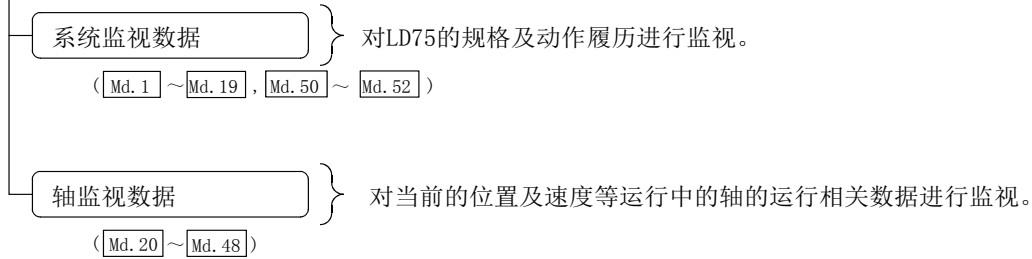 系统监视数据 对LD75的规格及动作履历进行监视。
(Md.1～Md.19,Md.50～Md.52)
轴监视数据 对当前的位置及速度等运行中的轴的运行相关数据进行监视。
(Md.20～Md.48)